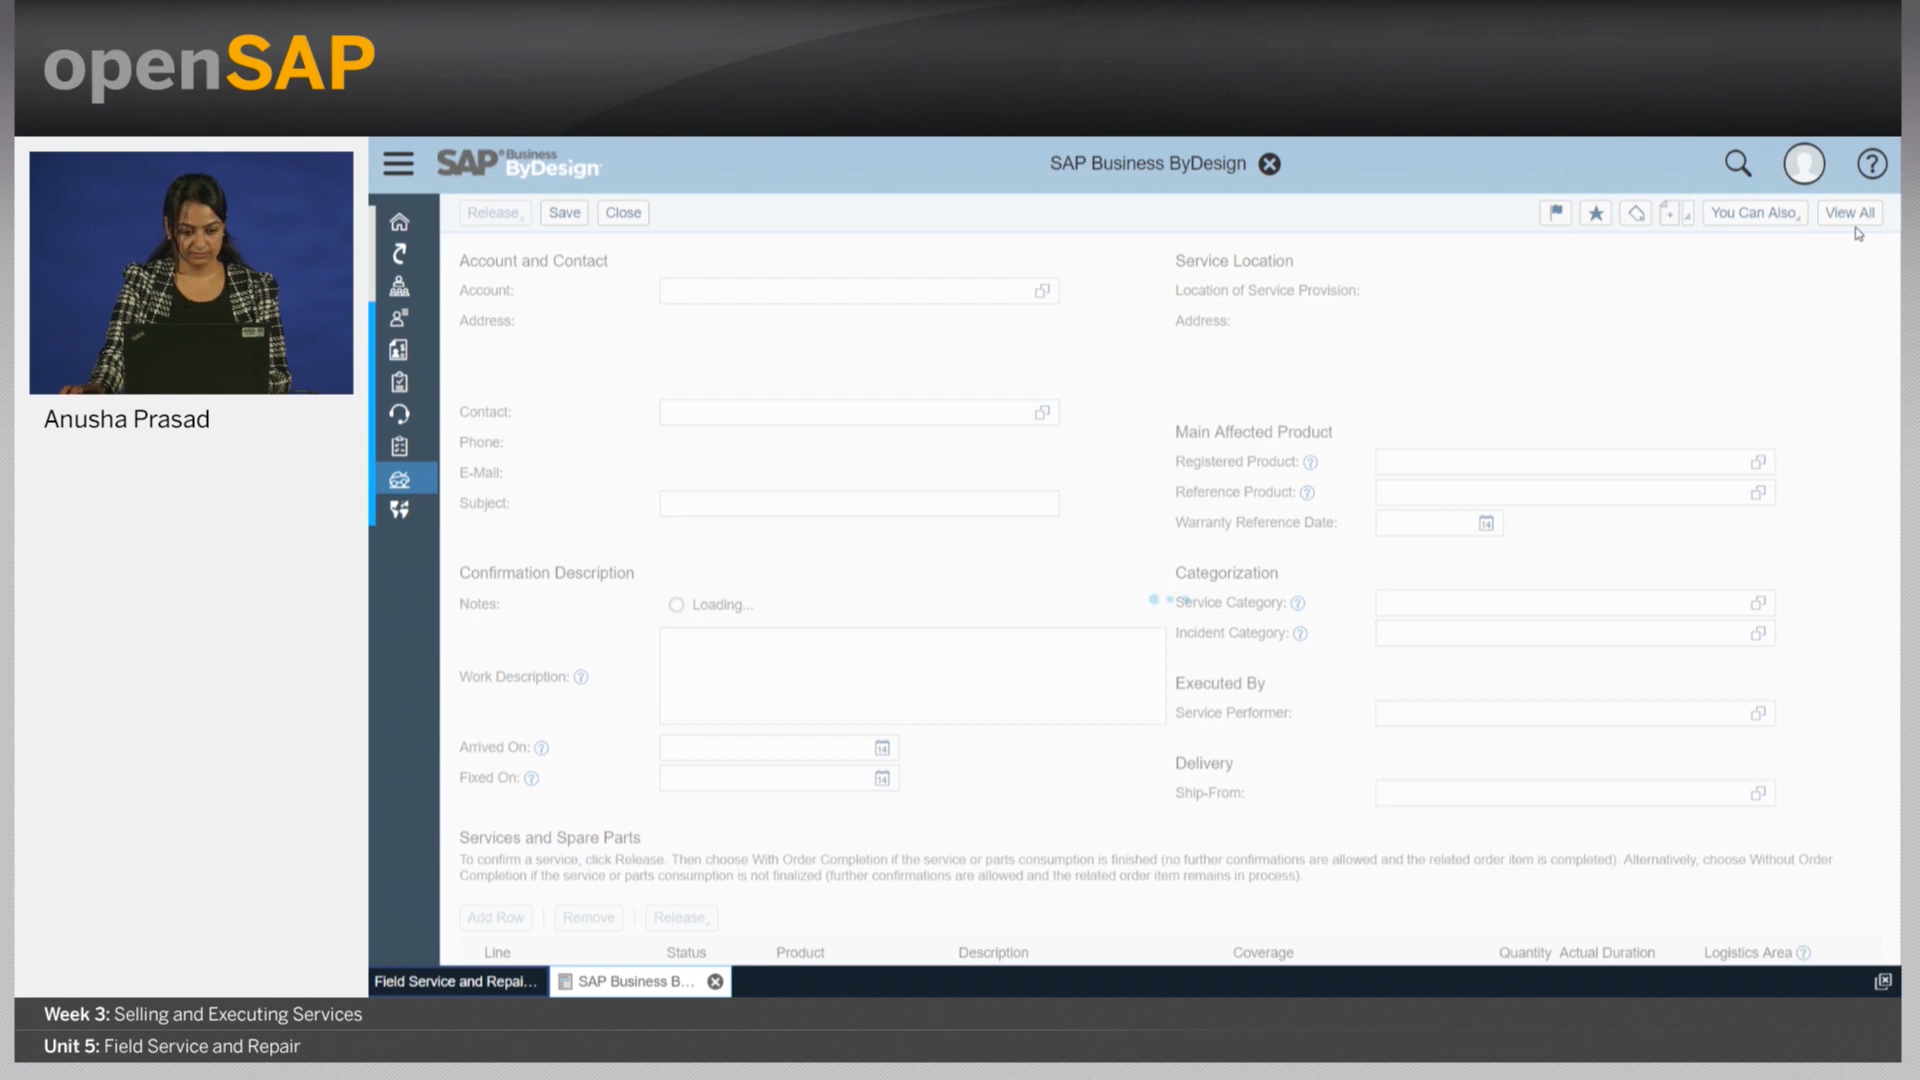 openSAP
SAP Business ByDesign
SAP Business ByDesign
Release
Save
Close
You Can Also
View All
Account and Contact
Account:
Address:
Contact:
Phone:
E-Mail:
Subject:
Service Location
Location of Service Provision:
Address:
Main Affected Product
Registered Product:
Reference Product:
Warranty Reference Date:
14
Anusha Prasad
Confirmation Description
Notes:
Loading...
Work Description:
Arrived On:
14
Fixed On:
14
Categorization
Service Category:
Incident Category:
Executed By
Service Performer:
Delivery
Ship-From:
Services and Spare Parts
To confirm a service, click Release. Then choose With Order Completion if the service or parts consumption is finished (no further confirmations are allowed and the related order item is completed). Alternatively, choose Without Order
Completion if the service or parts consumption is not finalized (further confirmations are allowed and the related order item remains in process).
Add Row
Remove
Release
Line Status Product Description Coverage Quantity Actual Duration Logistics Area
Field Service and Repai...
SAP Business B...
Week 3: Selling and Executing Services
Unit 5: Field Service and Repair